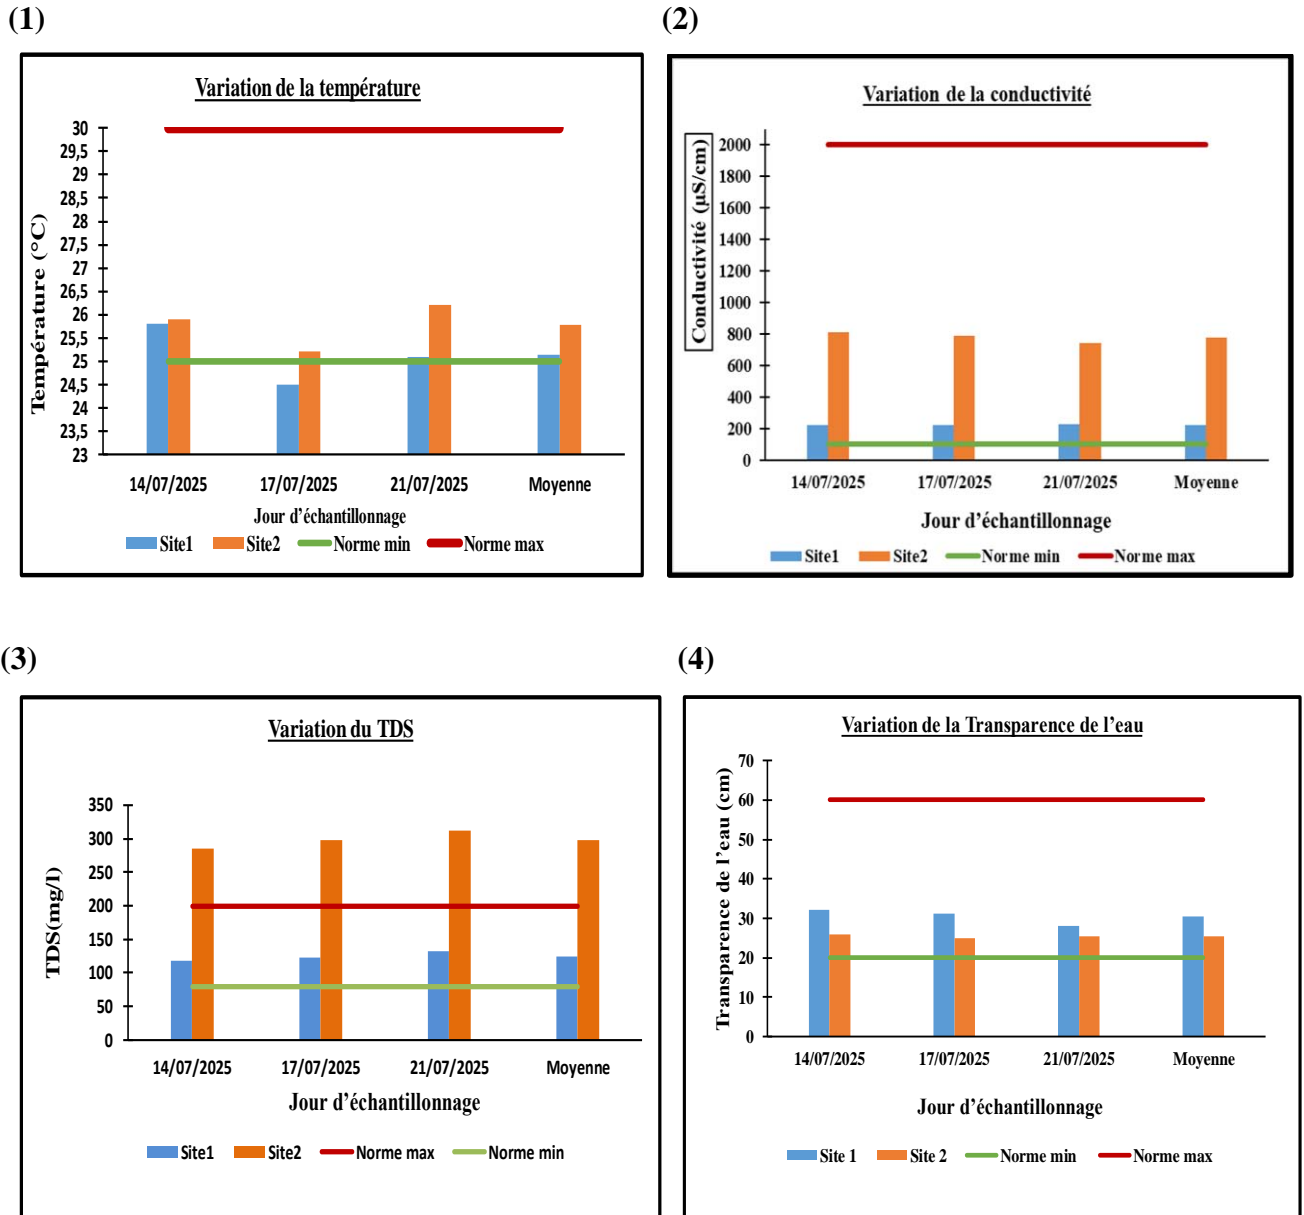 (1)
Variation de la température
Température (°C)
30
29,5
29
28,5
28
27,5
27
26,5
26
25,5
25
24,5
24
23,5
23
14/07/2025 17/07/2025 21/07/2025 Moyenne
Jour d’échantillonnage
Site1 Site2 Norme min Norme max
(2)
Variation de la conductivité
Conductivité (µS/cm)
2000
1800
1600
1400
1200
1000
800
600
400
200
0
14/07/2025 17/07/2025 21/07/2025 Moyenne
Jour d’échantillonnage
Site1 Site2 Norme min Norme max
(3)
Variation du TDS
TDS(mg/l)
350
300
250
200
150
100
50
0
14/07/2025 17/07/2025 21/07/2025 Moyenne
Jour d’échantillonnage
Site1 Site2 Norme max Norme min
(4)
Variation de la Transparence de l’eau
Transparence de l’eau (cm)
70
60
50
40
30
20
10
0
14/07/2025 17/07/2025 21/07/2025 Moyenne
Jour d’échantillonnage
Site 1 Site 2 Norme min Norme max